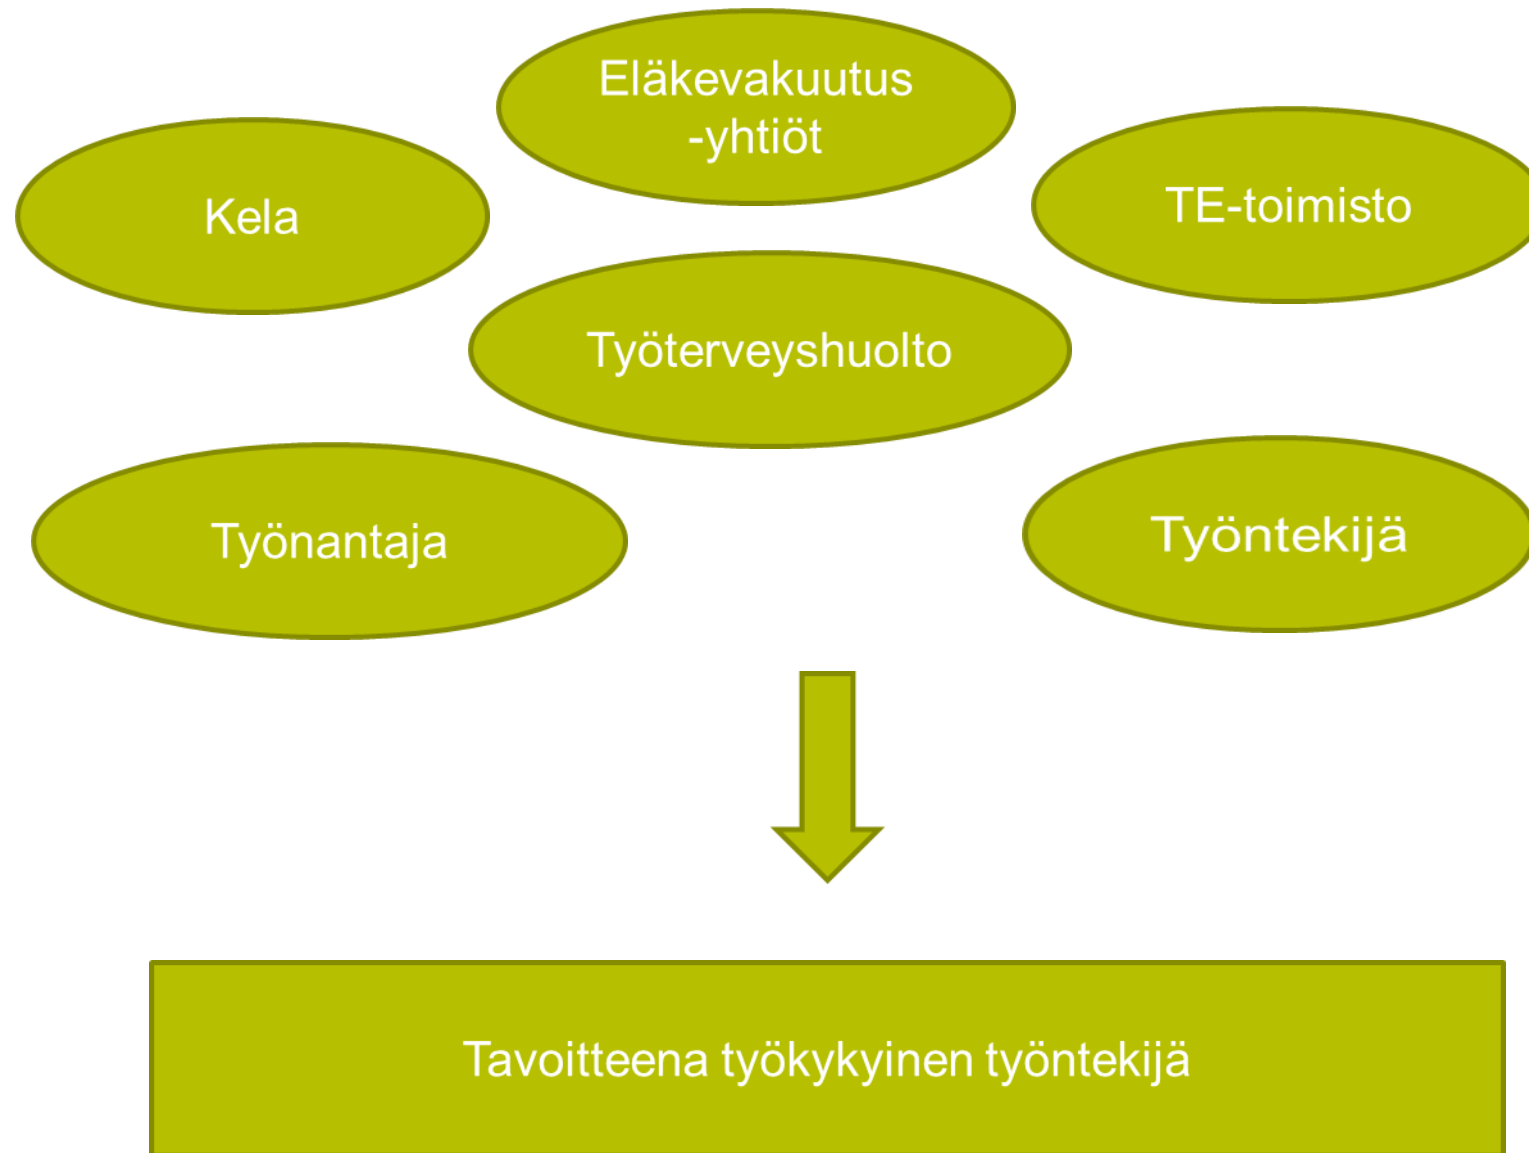 Eläkevakuutus
-yhtiöt
Kela
TE-toimisto
Työterveyshuolto
Työnantaja
Työntekijä
Tavoitteena työkykyinen työntekijä